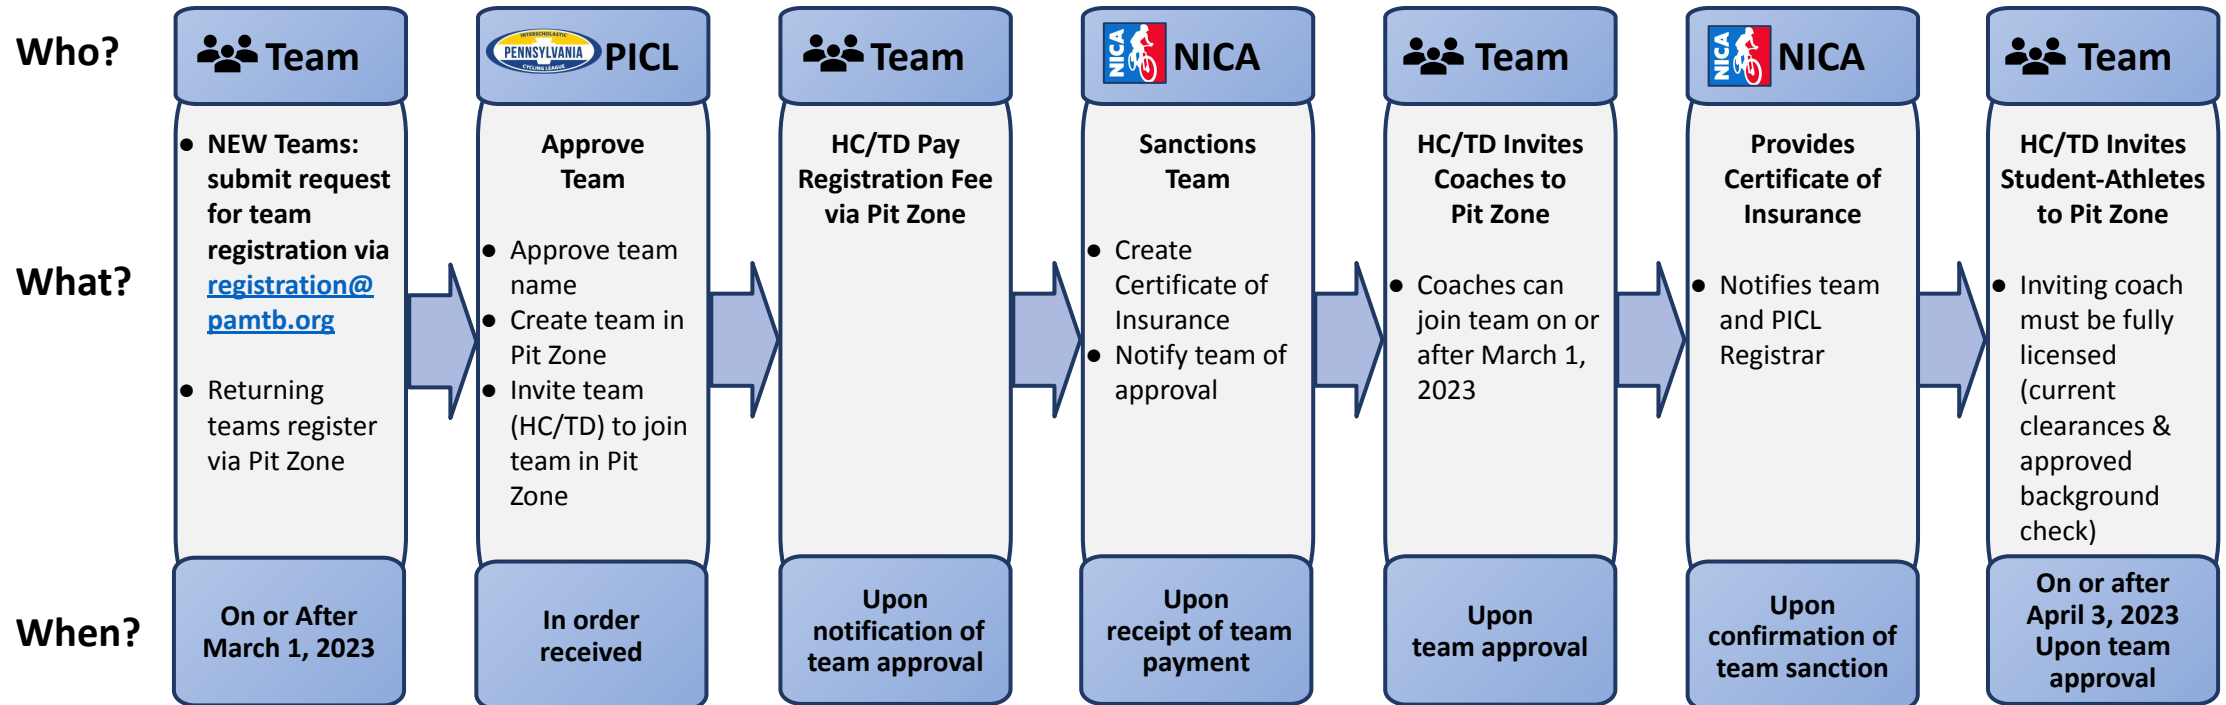 Who?
Team
INTERSCHOLASTIC
PENNSYLVANIA
CYCLING LEAGUE
PICL
Team
NICA
NICA
Team
NICA
NICA
Team
What?
● NEW Teams:
submit request
for team
registration via
registration@
pamtb.org
● Returning
teams register
via Pit Zone
Approve
Team
● Approve team
name
● Create team in
Pit Zone
● Invite team
(HC/TD) to join
team in Pit
Zone
HC/TD Pay
Registration Fee
via Pit Zone
Sanctions
Team
● Create
Certificate of
Insurance
● Notify team of
approval
HC/TD Invites
Coaches to
Pit Zone
● Coaches can
join team on or
after March 1,
2023
Provides
Certificate of
Insurance
● Notifies team
and PICL
Registrar
HC/TD Invites
Student-Athletes
to Pit Zone
● Inviting coach
must be fully
licensed
(current
clearances &
approved
background
check)
When?
On or After
March 1, 2023
In order
received
Upon
notification of
team approval
Upon
receipt of team
payment
Upon
team approval
Upon
confirmation of
team sanction
On or after
April 3, 2023
Upon team
approval